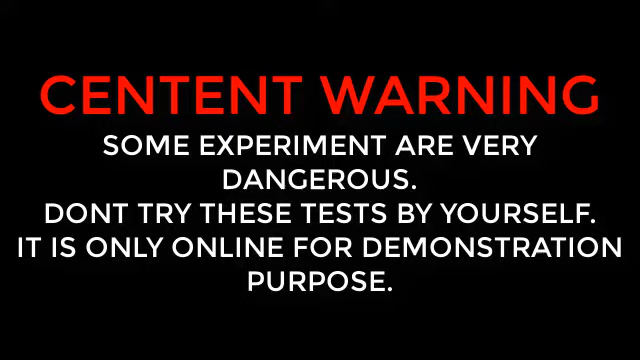 CENTENT WARNING
SOME EXPERIMENT ARE VERY
DANGEROUS.
DONT TRY THESE TESTS BY YOURSELF.
IT IS ONLY ONLINE FOR DEMONSTRATION
PURPOSE.